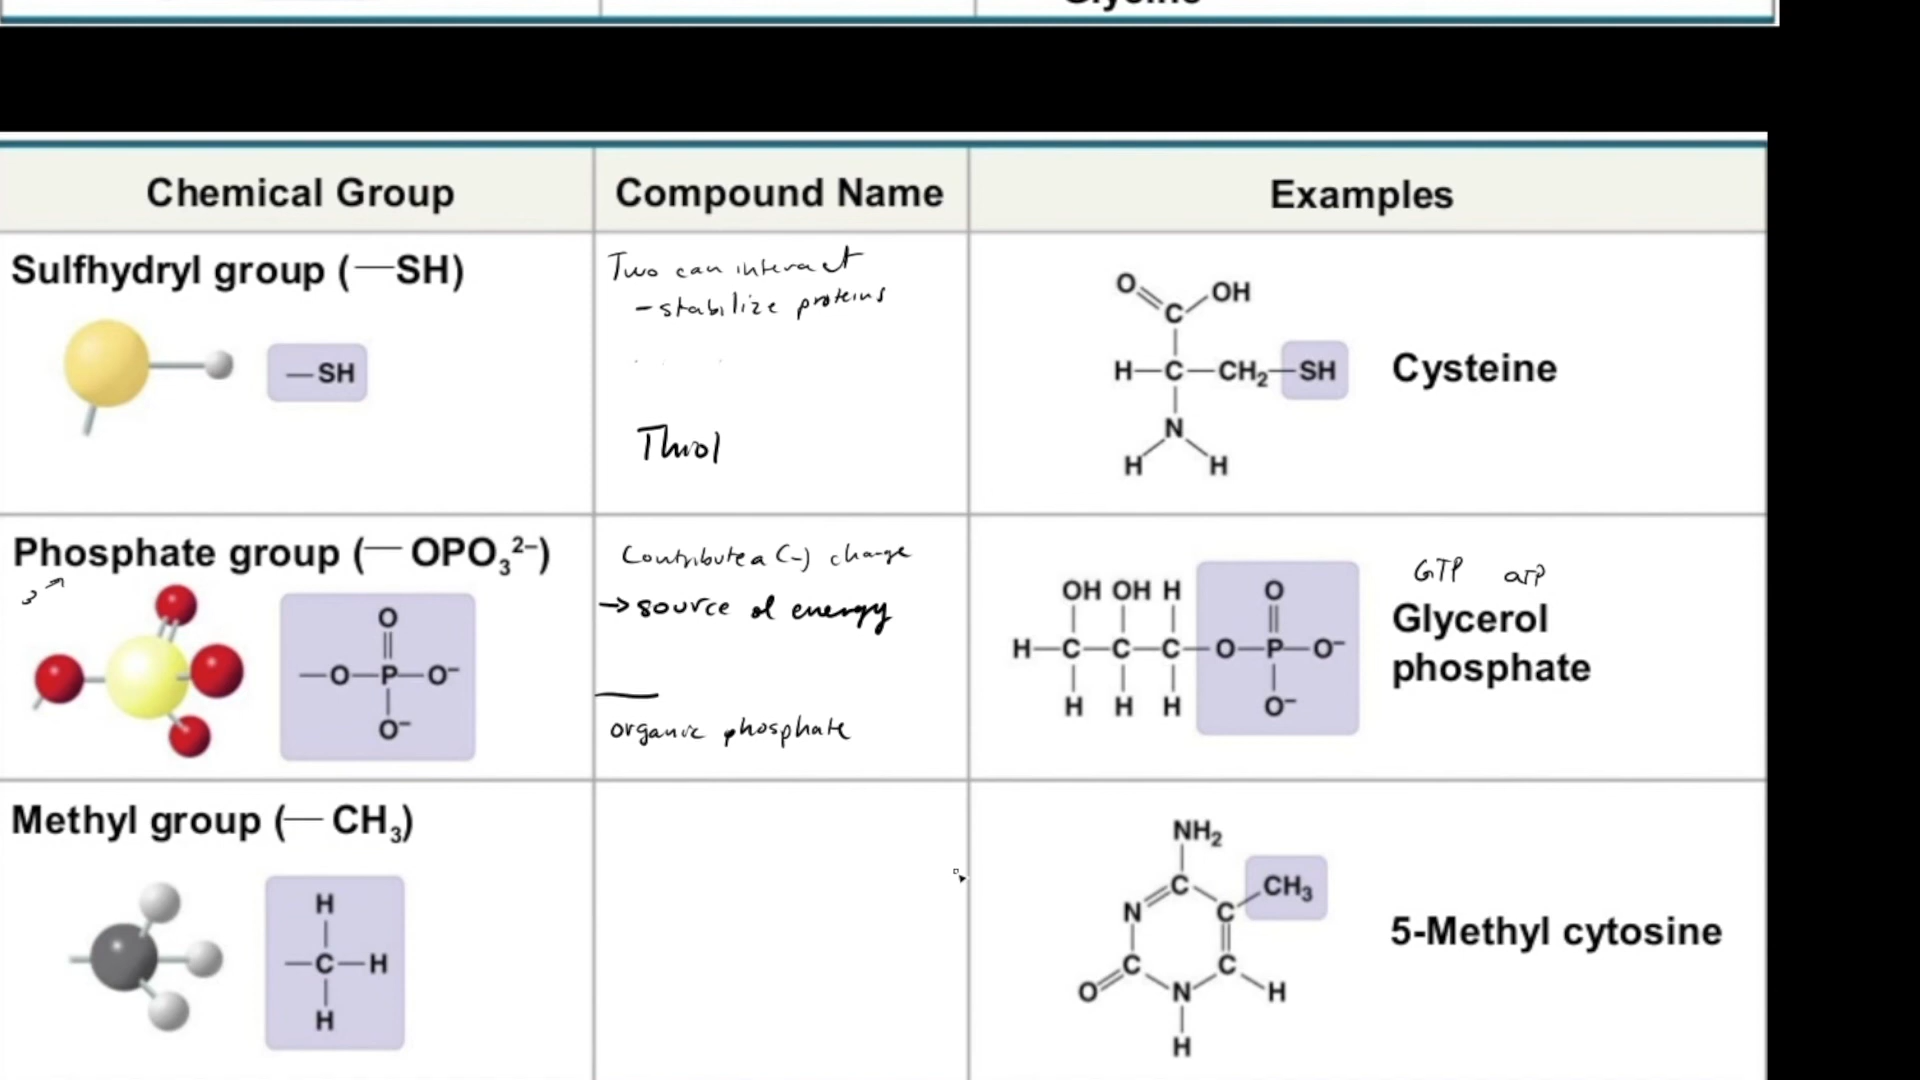 Glycine
Chemical Group
Compound Name
Examples
Sulfhydryl group (—SH)
—SH
Two can interact
- stabilize proteins
Thiol
O
OH
C
H—C—CH₂—SH
N
H H
Cysteine
Phosphate group (— OPO₃²⁻)
O
—O—P—O⁻
O⁻
Contribute a (-) charge
→ source of energy
organic phosphate
OH OH H O
H—C—C—C—O—P—O⁻
H H H O⁻
GTP ATP
Glycerol
phosphate
Methyl group (— CH₃)
H
—C—H
H
NH₂
C CH₃
N C
C C
O N H
H
5-Methyl cytosine